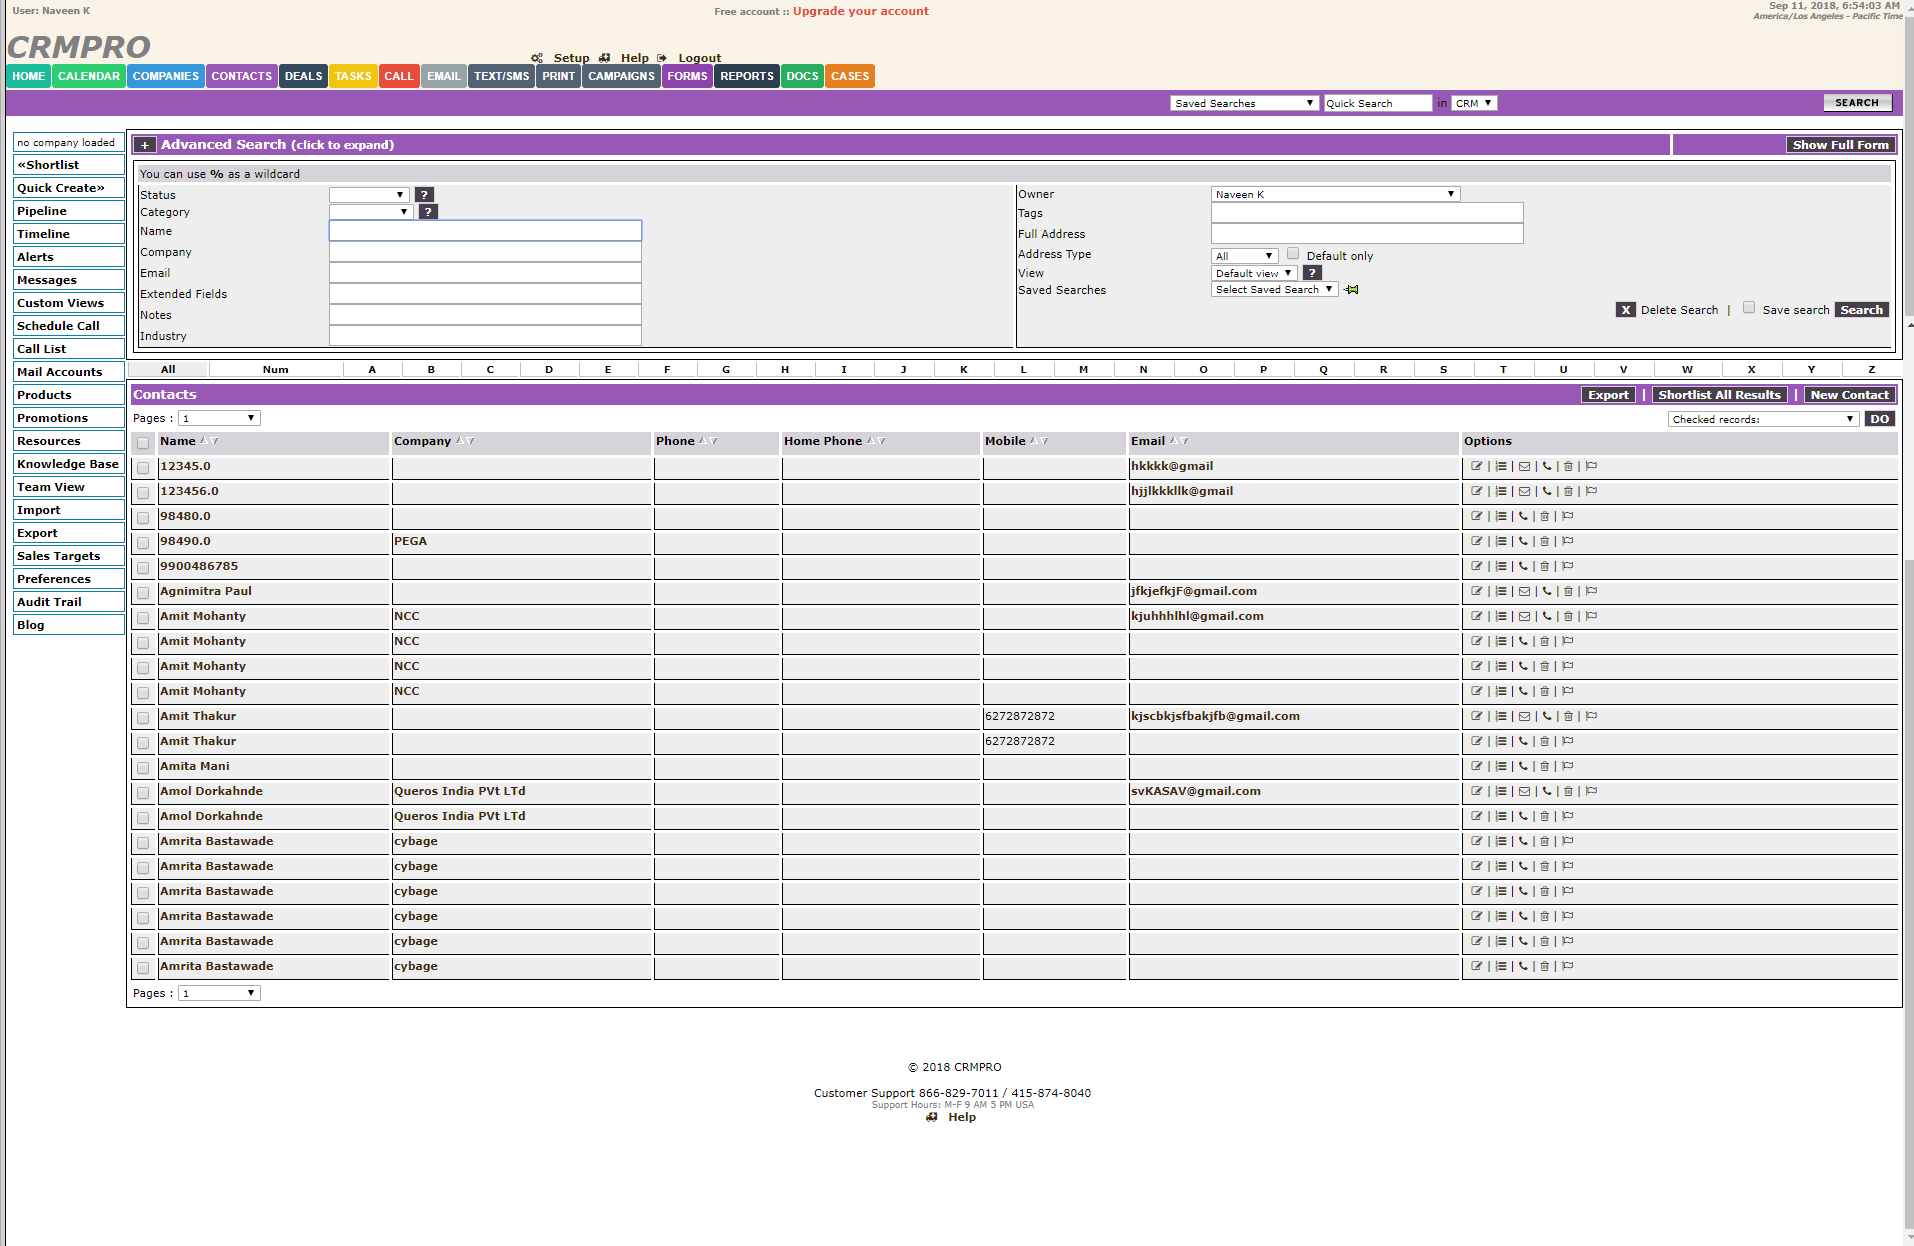 User: Naveen K
Free account :: Upgrade your account
Sep 11, 2018, 6:54:03 AM
America/Los Angeles - Pacific Time
CRMPRO
Setup Help Logout
HOME CALENDAR COMPANIES CONTACTS DEALS TASKS CALL EMAIL TEXT/SMS PRINT CAMPAIGNS FORMS REPORTS DOCS CASES
Saved Searches Quick Search in CRM SEARCH
no company loaded
«Shortlist
Quick Create»
Pipeline
Timeline
Alerts
Messages
Custom Views
Schedule Call
Call List
Mail Accounts
Products
Promotions
Resources
Knowledge Base
Team View
Import
Export
Sales Targets
Preferences
Audit Trail
Blog
+ Advanced Search (click to expand) Show Full Form
You can use % as a wildcard
Status ?
Category ?
Name
Company
Email
Extended Fields
Notes
Industry
Owner Naveen K
Tags
Full Address
Address Type All Default only
View Default view ?
Saved Searches Select Saved Search
X Delete Search | Save search Search
All Num A B C D E F G H I J K L M N O P Q R S T U V W X Y Z
Contacts Export | Shortlist All Results | New Contact
Pages : 1 Checked records: DO
Name Company Phone Home Phone Mobile Email Options
12345.0 hkkkk@gmail
123456.0 hjjlkkkllk@gmail
98480.0
98490.0 PEGA
9900486785
Agnimitra Paul jfkjefkjF@gmail.com
Amit Mohanty NCC kjuhhhlhl@gmail.com
Amit Mohanty NCC
Amit Mohanty NCC
Amit Mohanty NCC
Amit Thakur 6272872872 kjscbkjsfbakjfb@gmail.com
Amit Thakur 6272872872
Amita Mani
Amol Dorkahnde Queros India PVt LTd svKASAV@gmail.com
Amol Dorkahnde Queros India PVt LTd
Amrita Bastawade cybage
Amrita Bastawade cybage
Amrita Bastawade cybage
Amrita Bastawade cybage
Amrita Bastawade cybage
Amrita Bastawade cybage
Pages : 1
© 2018 CRMPRO
Customer Support 866-829-7011 / 415-874-8040
Support Hours: M-F 9 AM 5 PM USA
Help